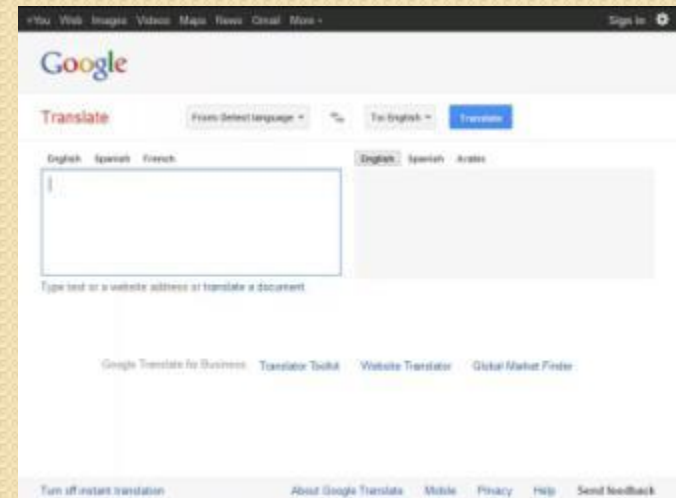 +You Web Images Videos Maps News Gmail More Sign in
Google
Translate From: Detect language To: English Translate
English Spanish French English Spanish Arabic
Type text or a website address or translate a document.
Google Translate for Business: Translator Toolkit Website Translator Global Market Finder
Turn off instant translation About Google Translate Mobile Privacy Help Send feedback